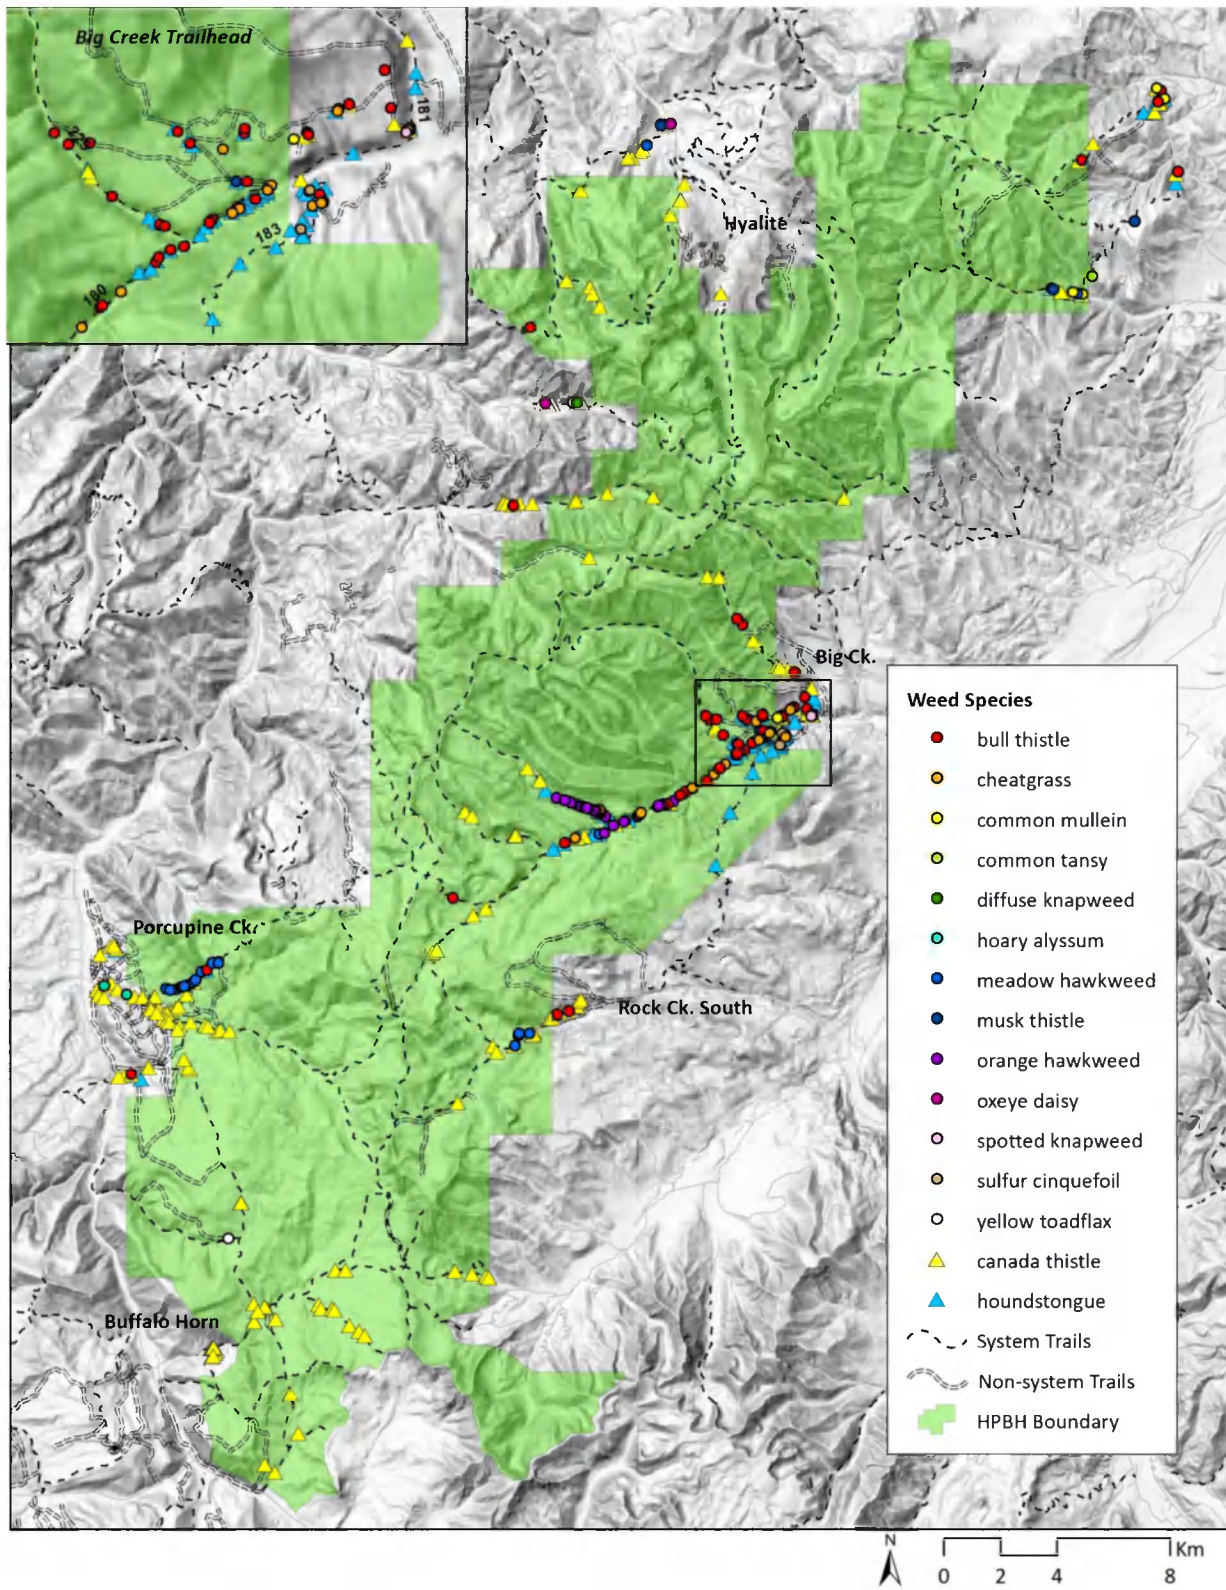 Big Creek Trailhead
181
183
180
Hyalite
Big Ck.
Porcupine Ck.
Rock Ck. South
Buffalo Horn
Weed Species
bull thistle
cheatgrass
common mullein
common tansy
diffuse knapweed
hoary alyssum
meadow hawkweed
musk thistle
orange hawkweed
oxeye daisy
spotted knapweed
sulfur cinquefoil
yellow toadflax
canada thistle
houndstongue
System Trails
Non-system Trails
HPBH Boundary
N
Km
0 2 4 8